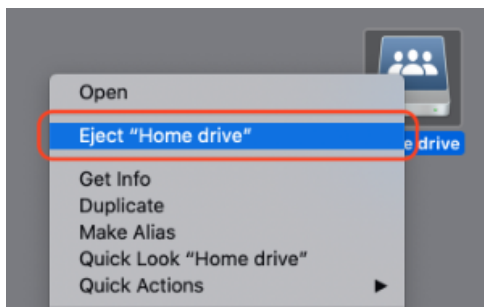 Open
Eject “Home drive”
e drive
Get Info
Duplicate
Make Alias
Quick Look “Home drive”
Quick Actions